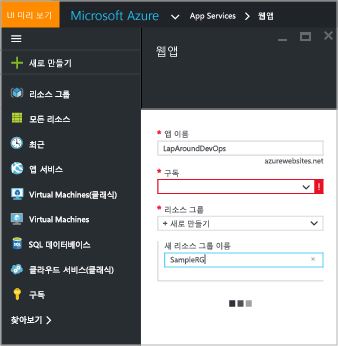 UI 미리 보기 Microsoft Azure App Services > 웹앱
새로 만들기
리소스 그룹
모든 리소스
최근
앱 서비스
Virtual Machines(클래식)
Virtual Machines
SQL 데이터베이스
클라우드 서비스(클래식)
구독
찾아보기 >
웹앱
* 앱 이름
LapAroundDevOps
azurewebsites.net
* 구독
!
* 리소스 그룹
+ 새로 만들기
새 리소스 그룹 이름
SampleRG